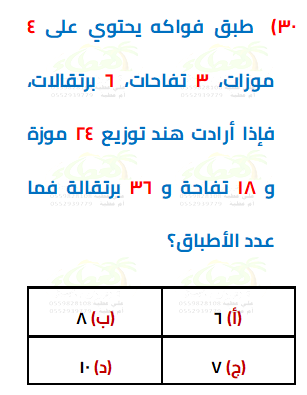 ٣٠) طبق فواكه يحتوي على ٤
موزات، ٣ تفاحات، ٦ برتقالات،
فإذا أرادت هند توزيع ٢٤ موزة
و ١٨ تفاحة و ٣٦ برتقالة فما
عدد الأطباق؟
(أ) ٦
(ب) ٨
(ج) ٧
(د) ١٠